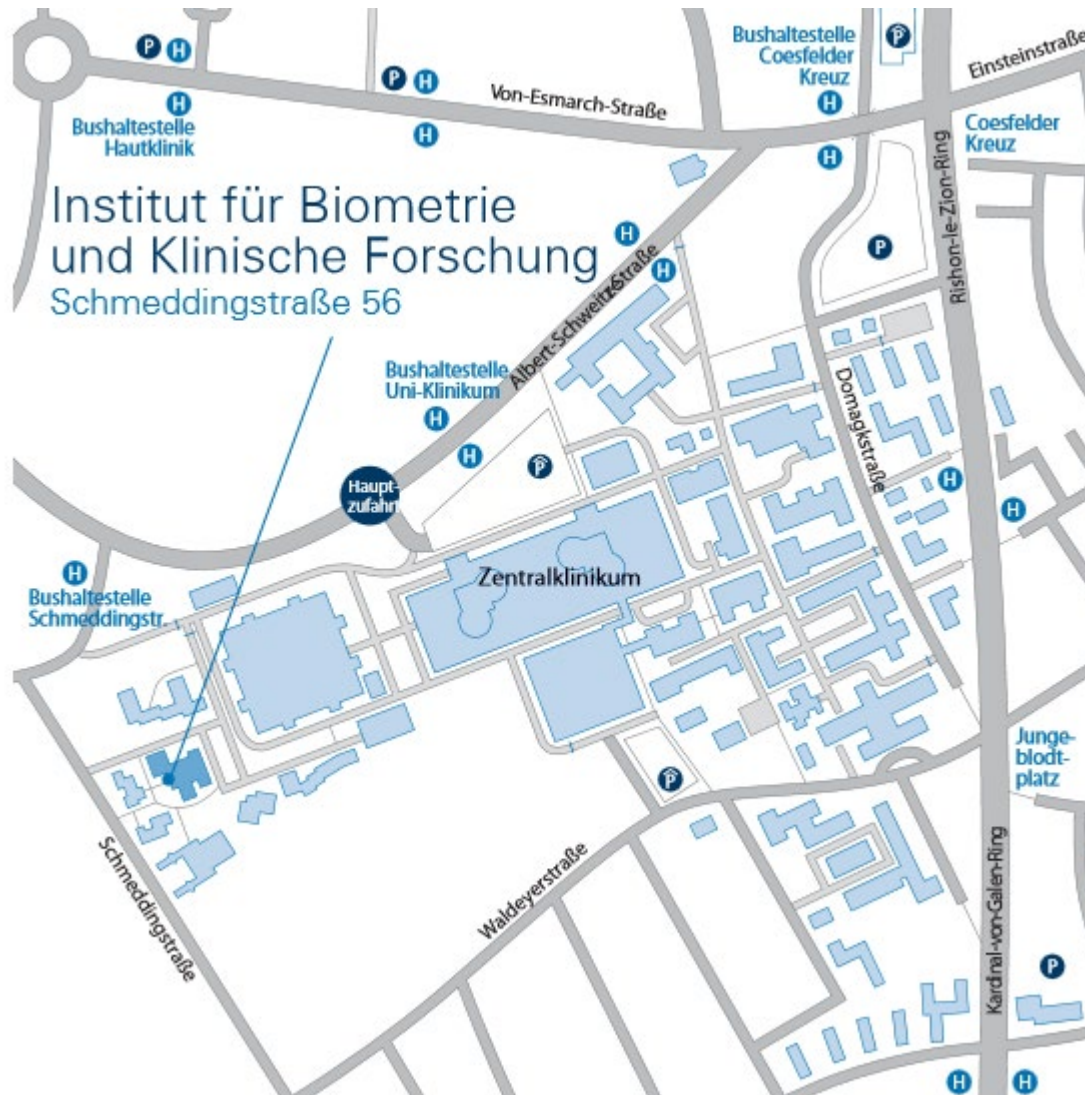 P
H
H
Bushaltestelle
Hautklinik
P
H
H
Von-Esmarch-Straße
Bushaltestelle
Coesfelder
Kreuz
H
H
P
Einsteinstraße
Coesfelder
Kreuz
Rishon-le-Zion-Ring
P
Institut für Biometrie
und Klinische Forschung
Schmeddingstraße 56
H
H
Albert-Schweitzer-Straße
Bushaltestelle
Uni-Klinikum
H
H
P
Haupt-
zufahrt
Domagkstraße
H
H
Zentralklinikum
H
Bushaltestelle
Schmeddingstr.
Junge-
blodt-
platz
P
Schmeddingstraße
Waldeyerstraße
Kardinal-von-Galen-Ring
P
H
H